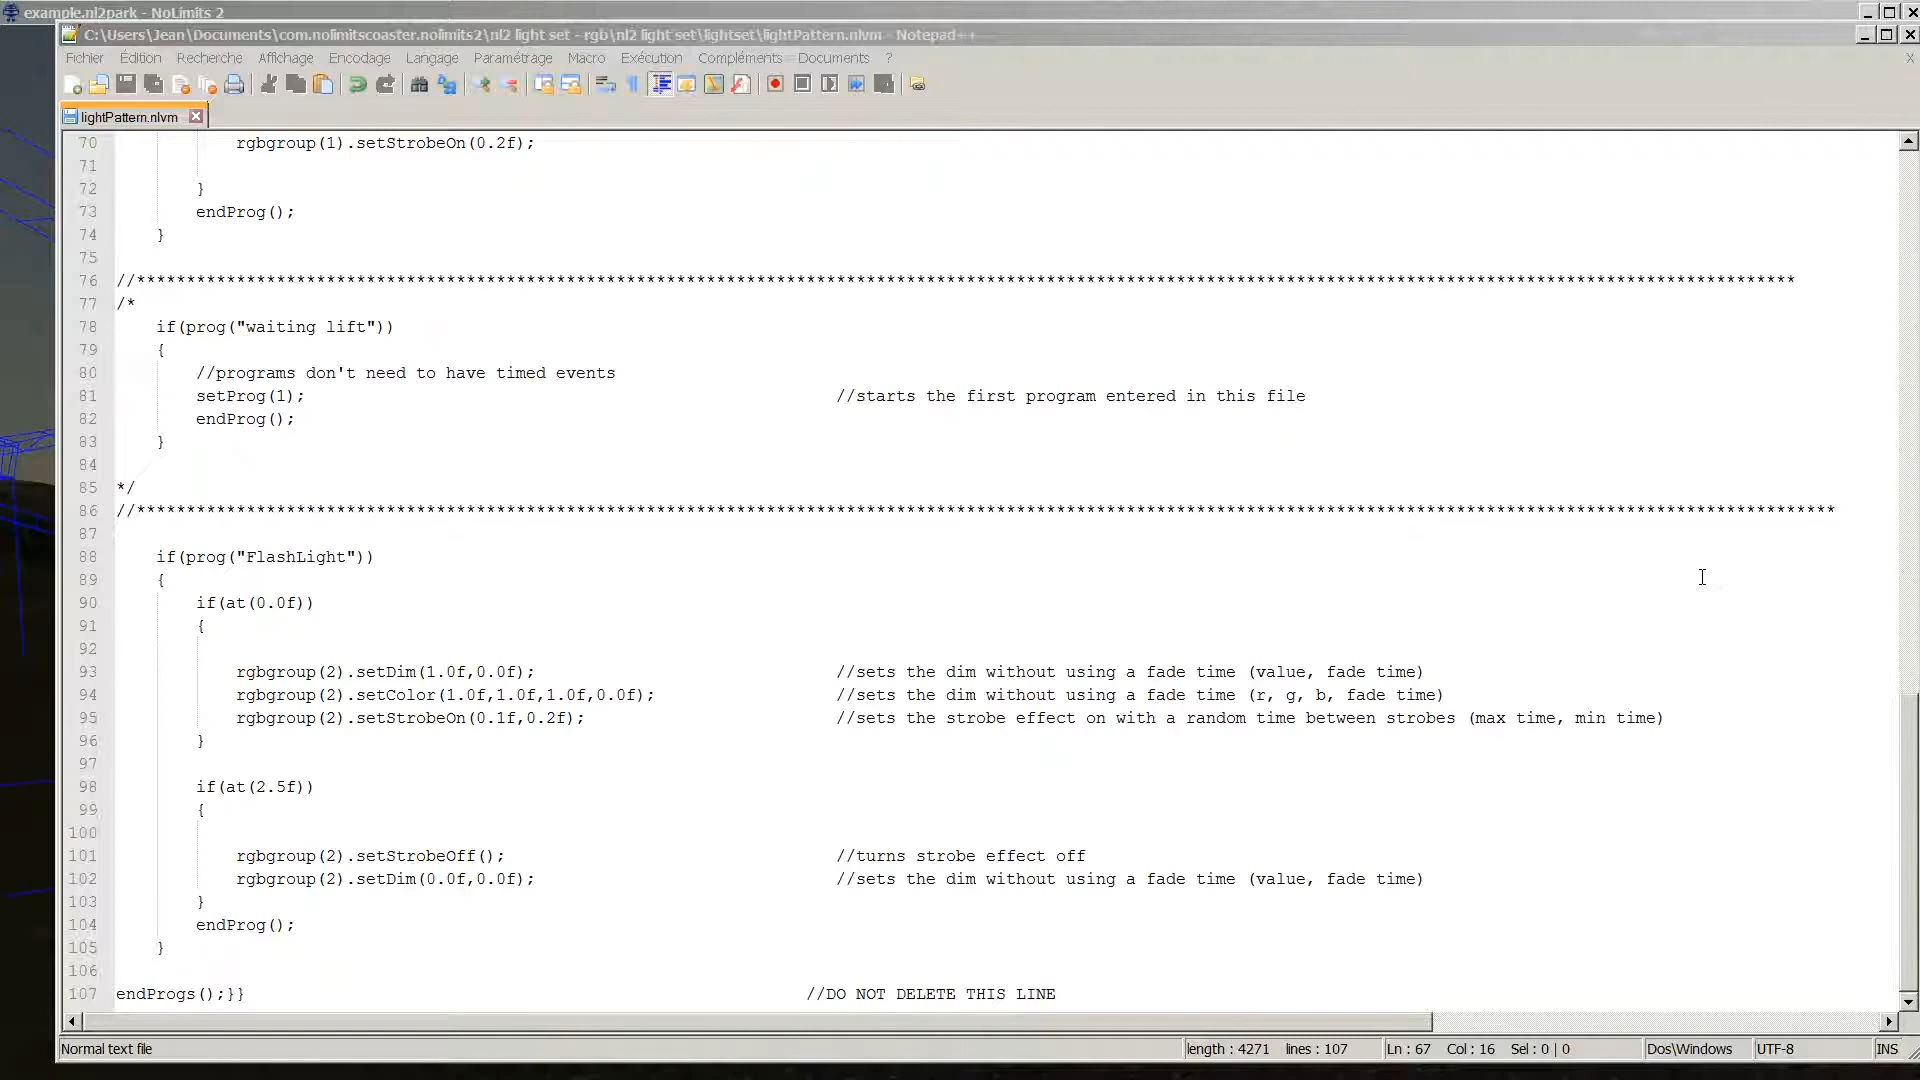 example.nl2park - NoLimits 2
C:\Users\Jean\Documents\com.nolimitscoaster.nolimits2\nl2 light set - rgb\nl2 light set\lightset\lightPattern.nlvm - Notepad++
Fichier Édition Recherche Affichage Encodage Langage Paramétrage Macro Exécution Compléments Documents ? X
lightPattern.nlvm
70 rgbgroup(1).setStrobeOn(0.2f);
71
72 }
73 endProg();
74 }
75
76 //**********************************************************************************************************************************************************************
77 /*
78 if(prog("waiting lift"))
79 {
80 //programs don't need to have timed events
81 setProg(1); //starts the first program entered in this file
82 endProg();
83 }
84
85 */
86 //**************************************************************************************************************************************************************************
87
88 if(prog("FlashLight"))
89 {
90 if(at(0.0f))
91 {
92
93 rgbgroup(2).setDim(1.0f,0.0f); //sets the dim without using a fade time (value, fade time)
94 rgbgroup(2).setColor(1.0f,1.0f,1.0f,0.0f); //sets the dim without using a fade time (r, g, b, fade time)
95 rgbgroup(2).setStrobeOn(0.1f,0.2f); //sets the strobe effect on with a random time between strobes (max time, min time)
96 }
97
98 if(at(2.5f))
99 {
100
101 rgbgroup(2).setStrobeOff(); //turns strobe effect off
102 rgbgroup(2).setDim(0.0f,0.0f); //sets the dim without using a fade time (value, fade time)
103 }
104 endProg();
105 }
106
107 endProgs();}} //DO NOT DELETE THIS LINE
Normal text file length : 4271 lines : 107 Ln : 67 Col : 16 Sel : 0 | 0 Dos\Windows UTF-8 INS